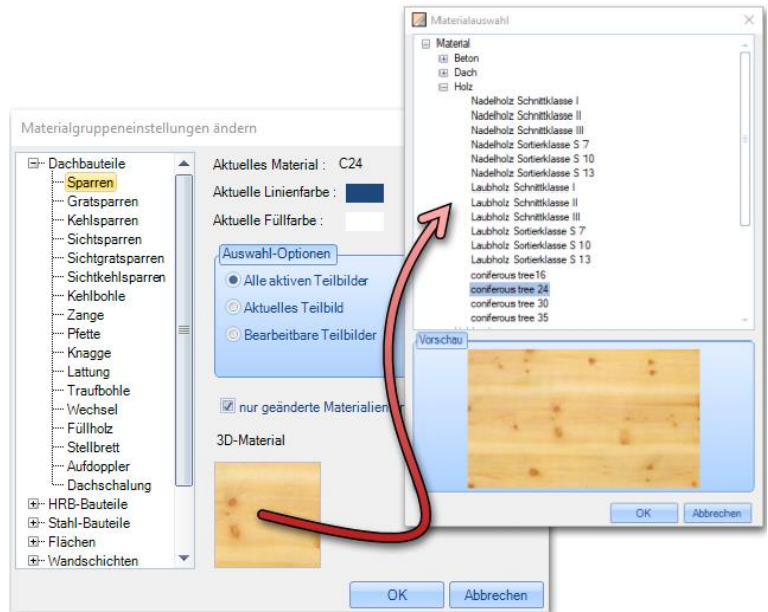 Materialauswahl
Material
Beton
Dach
Holz
Nadelholz Schnittklasse I
Nadelholz Schnittklasse II
Nadelholz Schnittklasse III
Nadelholz Sortierklasse S 7
Nadelholz Sortierklasse S 10
Nadelholz Sortierklasse S 13
Laubholz Schnittklasse I
Laubholz Schnittklasse II
Laubholz Schnittklasse III
Laubholz Sortierklasse S 7
Laubholz Sortierklasse S 10
Laubholz Sortierklasse S 13
coniferous tree16
coniferous tree 24
coniferous tree 30
coniferous tree 35
Vorschau
OK
Abbrechen
Materialgruppeneinstellungen ändern
Dachbauteile
Sparren
Gratsparren
Kehlsparren
Sichtsparren
Sichtgratsparren
Sichtkehlsparren
Kehlbohle
Zange
Pfette
Knagge
Lattung
Traufbohle
Wechsel
Füllholz
Stellbrett
Aufdoppler
Dachschalung
HRB-Bauteile
Stahl-Bauteile
Flächen
Wandschichten
Aktuelles Material : C24
Aktuelle Linienfarbe :
Aktuelle Füllfarbe :
Auswahl-Optionen
Alle aktiven Teilbilder
Aktuelles Teilbild
Bearbeitbare Teilbilder
nur geänderte Materialien
3D-Material
OK
Abbrechen